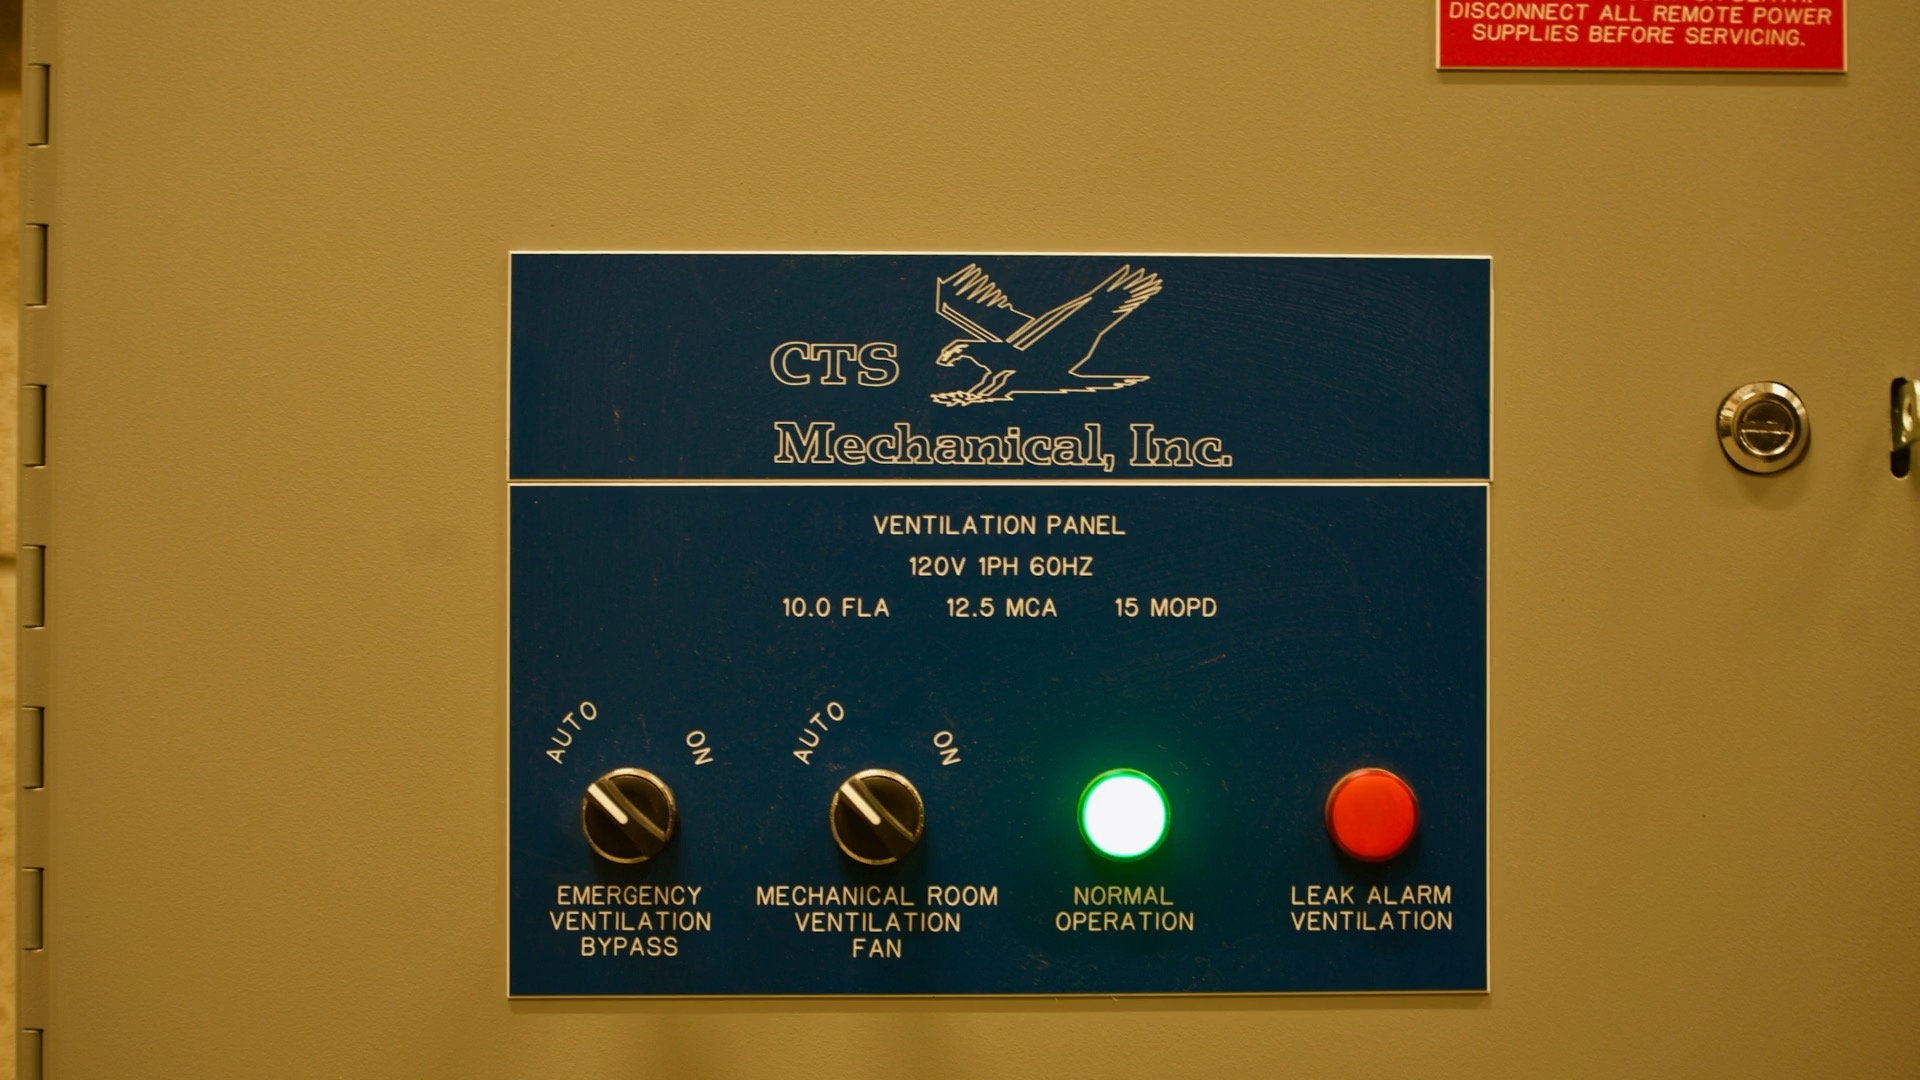 DISCONNECT ALL REMOTE POWER
SUPPLIES BEFORE SERVICING.
CTS
Mechanical, Inc.
VENTILATION PANEL
120V 1PH 60HZ
10.0 FLA 12.5 MCA 15 MOPD
AUTO ON AUTO ON
EMERGENCY
VENTILATION
BYPASS
MECHANICAL ROOM
VENTILATION
FAN
NORMAL
OPERATION
LEAK ALARM
VENTILATION